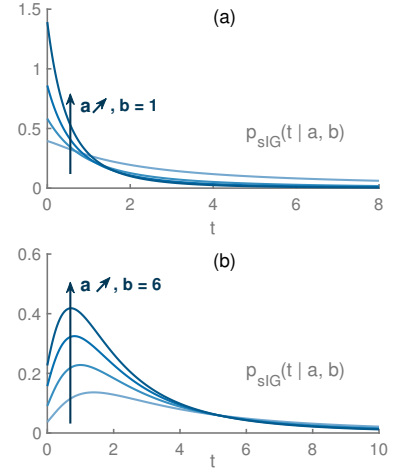 (a)
1.5
1
0.5
0
a↗, b = 1
p_sIG(t | a, b)
0 2 4 6 8
t
(b)
0.6
0.4
0.2
0
a ↗, b = 6
p_sIG(t | a, b)
0 2 4 6 8 10
t